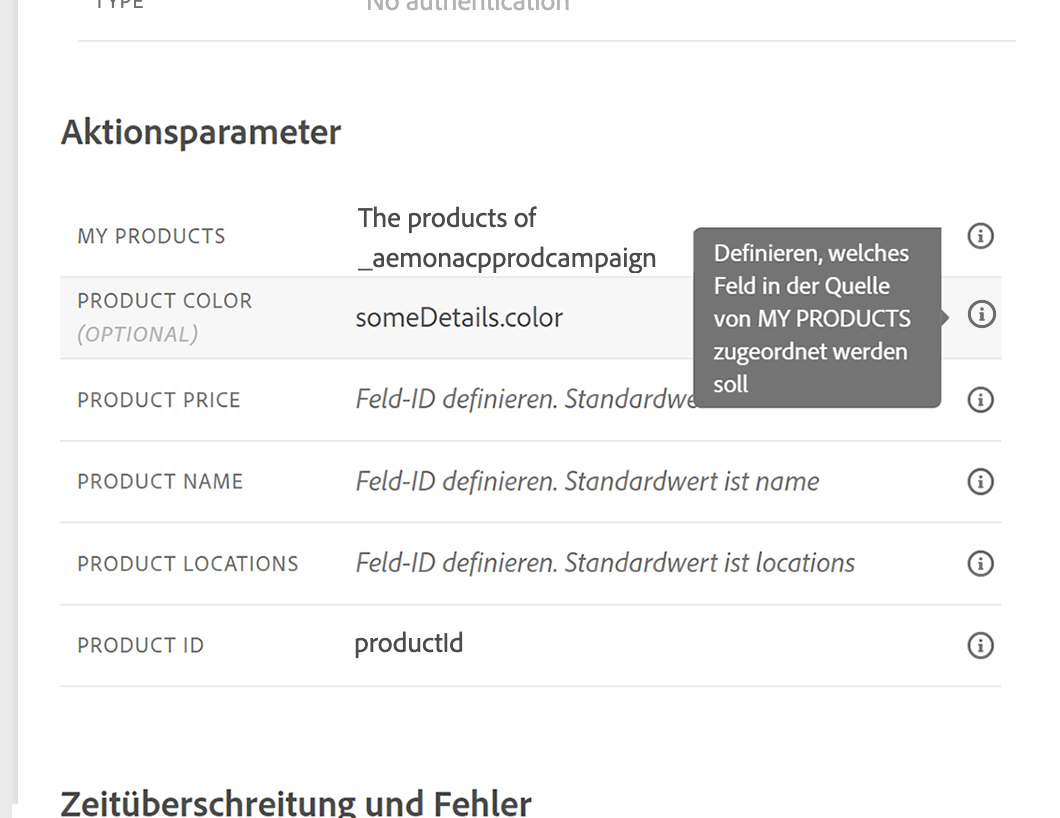 TYPE No authentication
Aktionsparameter
MY PRODUCTS The products of
_aemonacpprodcampaign
PRODUCT COLOR
(OPTIONAL) someDetails.color
Definieren, welches
Feld in der Quelle
von MY PRODUCTS
zugeordnet werden
soll
PRODUCT PRICE Feld-ID definieren.
PRODUCT NAME Feld-ID definieren. Standardwert ist name
PRODUCT LOCATIONS Feld-ID definieren. Standardwert ist locations
PRODUCT ID productId
Zeitüberschreitung und Fehler